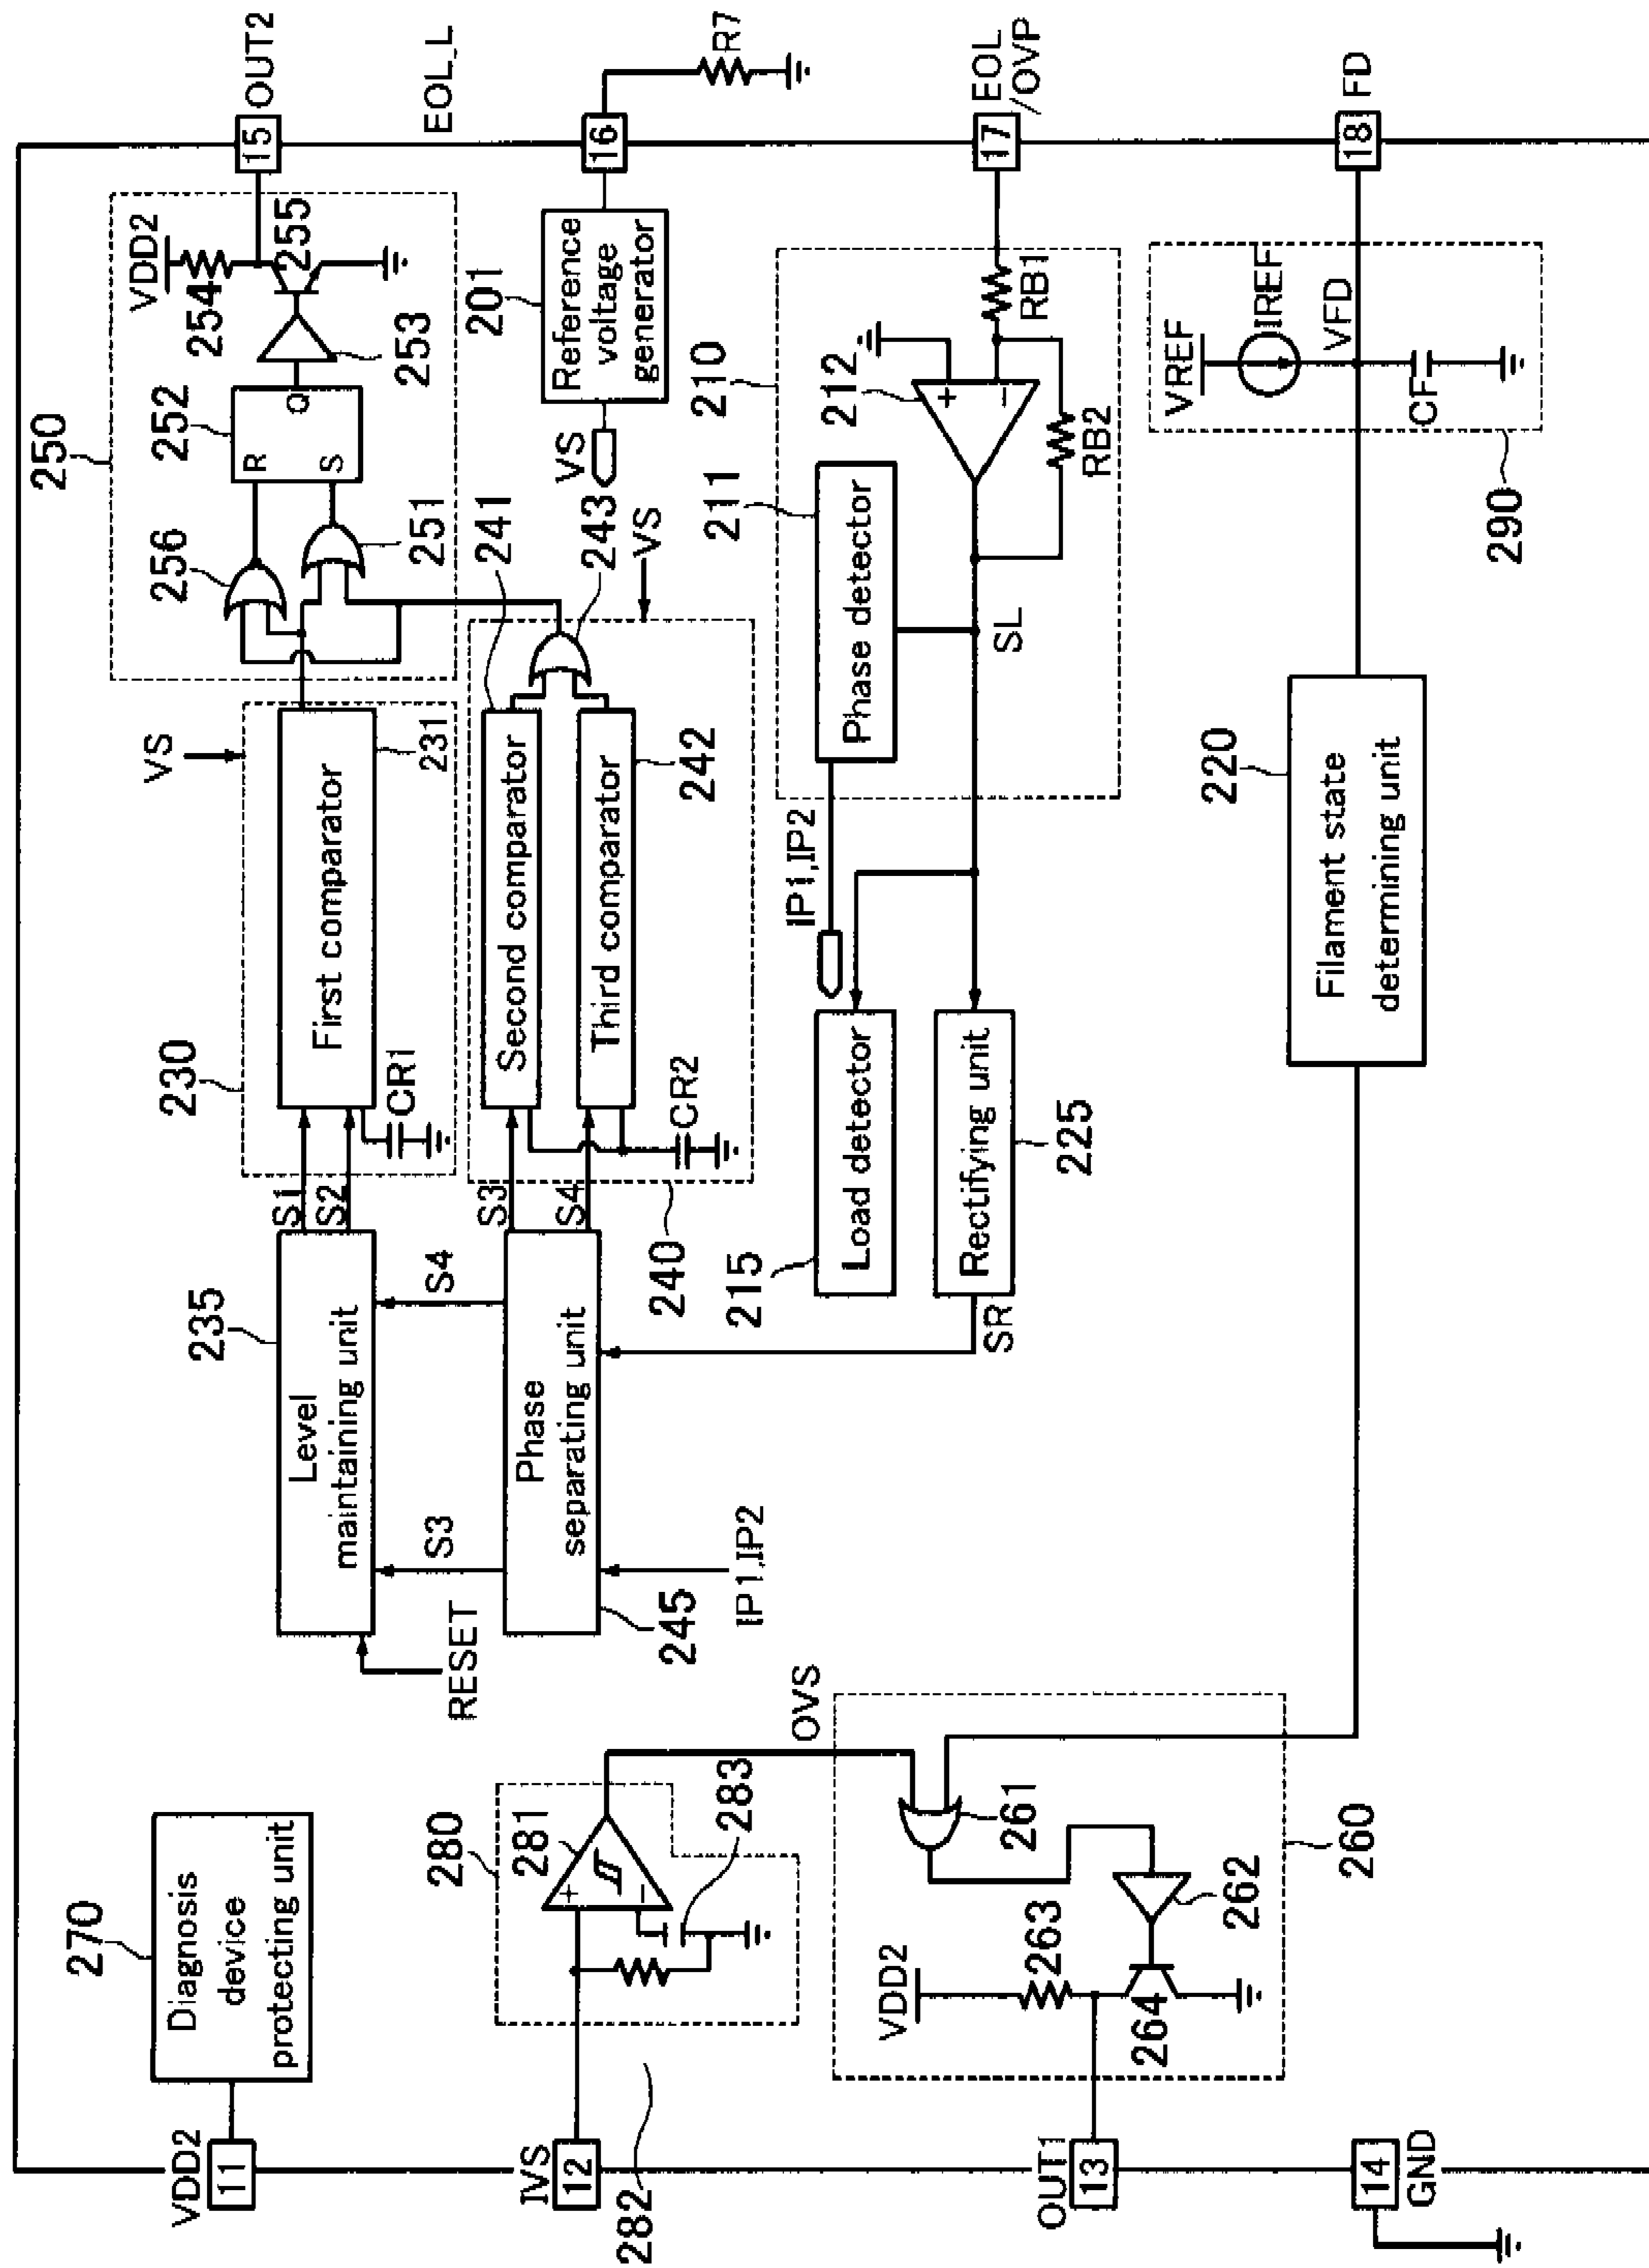 VDD2
11
270
Diagnosis
device
protecting unit
IVS
12
282
280
281
+
−
283
OVS
OUT1
13
VDD2
263
264
262
261
260
14
GND
RESET
235
Level
maintaining unit
S3
S4
245
Phase
separating unit
IP1,IP2
SR
S1
S2
S3
S4
230
First comparator
231
CR1
VS
240
Second comparator
241
Third comparator
242
CR2
243
VS
250
256
251
252
R
S
Q
253
254
VDD2
255
15
OUT2
EOL_L
VS
201
Reference
voltage
generator
16
R7
215
Load detector
Rectifying unit
225
IP1,IP2
210
211
Phase detector
212
+
−
SL
RB1
RB2
17
EOL
/OVP
220
Filament state
determining unit
VREF
IREF
VFD
CF
290
18
FD